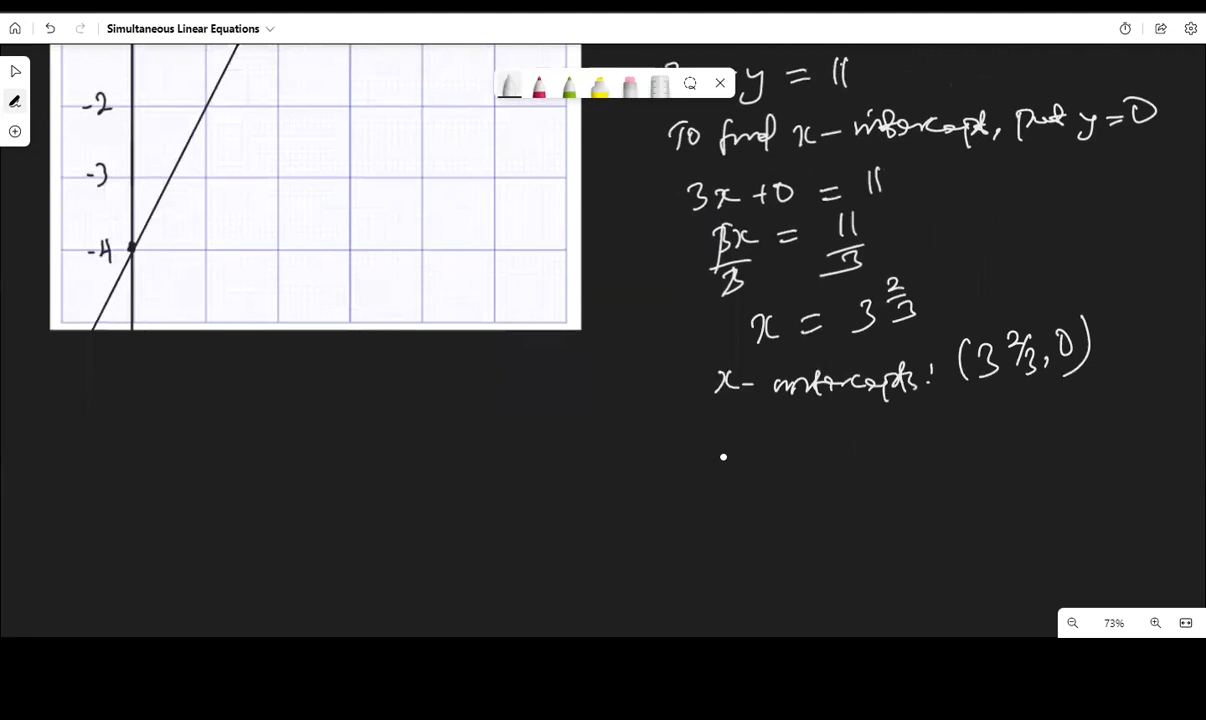 Simultaneous Linear Equations
-2
-3
-4
y = 11
To find x-intercept, put y=0
3x+0 = 11
3x/3 = 11/3
x = 3 2/3
x-intercepts: (3 2/3, 0)
73%